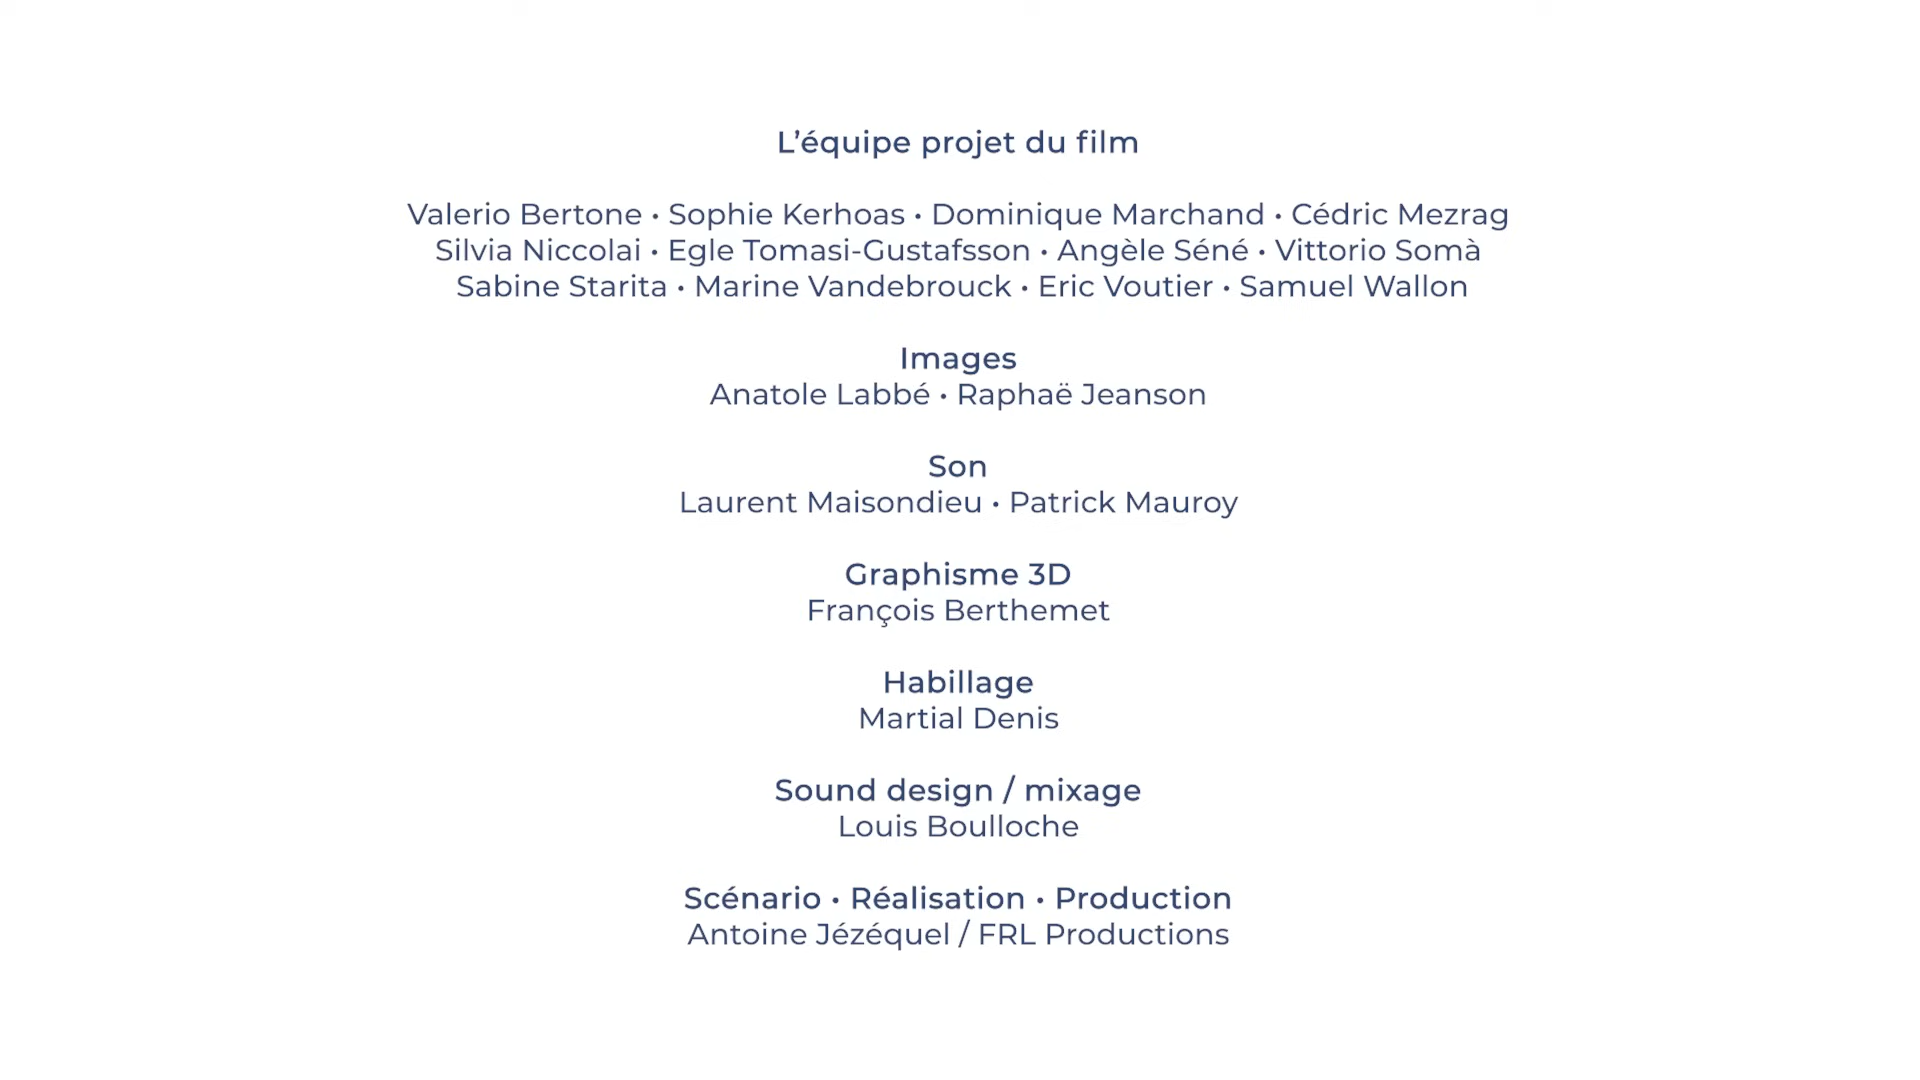 L’équipe projet du film
Valerio Bertone • Sophie Kerhoas • Dominique Marchand • Cédric Mezrag
Silvia Niccolai • Egle Tomasi-Gustafsson • Angèle Séné • Vittorio Somà
Sabine Starita • Marine Vandebrouck • Eric Voutier • Samuel Wallon
Images
Anatole Labbé • Raphaë Jeanson
Son
Laurent Maisondieu • Patrick Mauroy
Graphisme 3D
François Berthemet
Habillage
Martial Denis
Sound design / mixage
Louis Boulloche
Scénario • Réalisation • Production
Antoine Jézéquel / FRL Productions